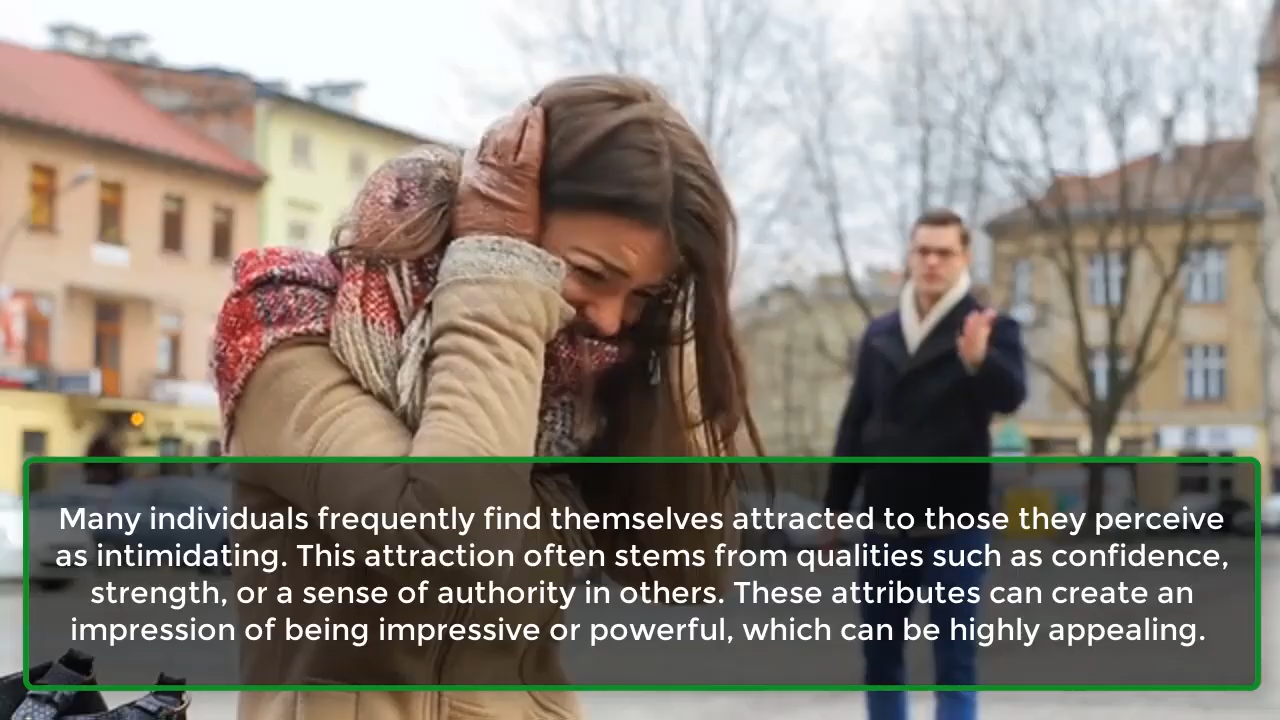 Many individuals frequently find themselves attracted to those they perceive
as intimidating. This attraction often stems from qualities such as confidence,
strength, or a sense of authority in others. These attributes can create an
impression of being impressive or powerful, which can be highly appealing.